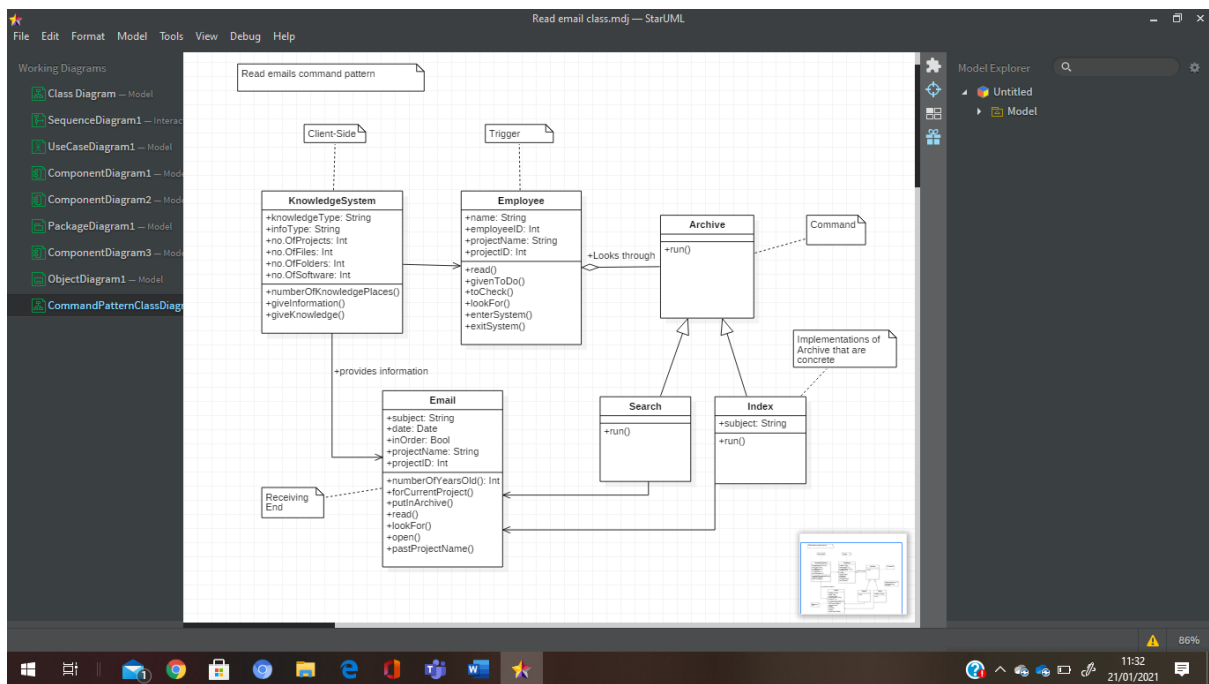 Read email class.mdj — StarUML
File Edit Format Model Tools View Debug Help
Working Diagrams
Class Diagram — Model
SequenceDiagram1 — Interac
UseCaseDiagram1 — Model
ComponentDiagram1 — Mode
ComponentDiagram2 — Mode
PackageDiagram1 — Model
ComponentDiagram3 — Mode
ObjectDiagram1 — Model
CommandPatternClassDiagr
Read emails command pattern
Client-Side
Trigger
KnowledgeSystem
+knowledgeType: String
+infoType: String
+no.OfProjects: Int
+no.OfFiles: Int
+no.OfFolders: Int
+no.OfSoftware: Int
+numberOfKnowledgePlaces()
+giveInformation()
+giveKnowledge()
Employee
+name: String
+employeeID: Int
+projectName: String
+projectID: Int
+read()
+givenToDo()
+toCheck()
+lookFor()
+enterSystem()
+exitSystem()
+Looks through
Archive
+run()
Command
Implementations of
Archive that are
concrete
+provides information
Email
+subject: String
+date: Date
+inOrder: Bool
+projectName: String
+projectID: Int
+numberOfYearsOld(): Int
+forCurrentProject()
+putInArchive()
+read()
+lookFor()
+open()
+pastProjectName()
Search
+run()
Index
+subject: String
+run()
Receiving
End
Model Explorer
Untitled
Model
86%
1
11:32
21/01/2021